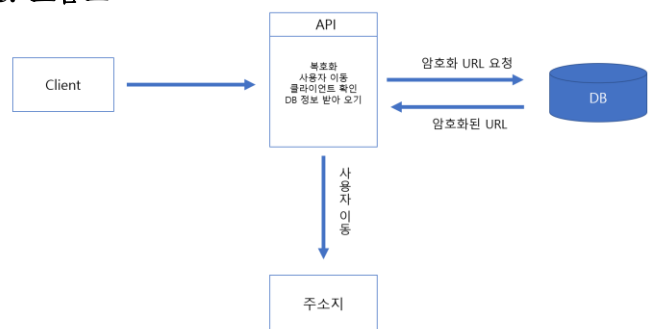 API
복호화
사용자 이동
클라이언트 확인
DB 정보 받아 오기
Client
암호화 URL 요청
DB
암호화된 URL
사용자 이동
주소지